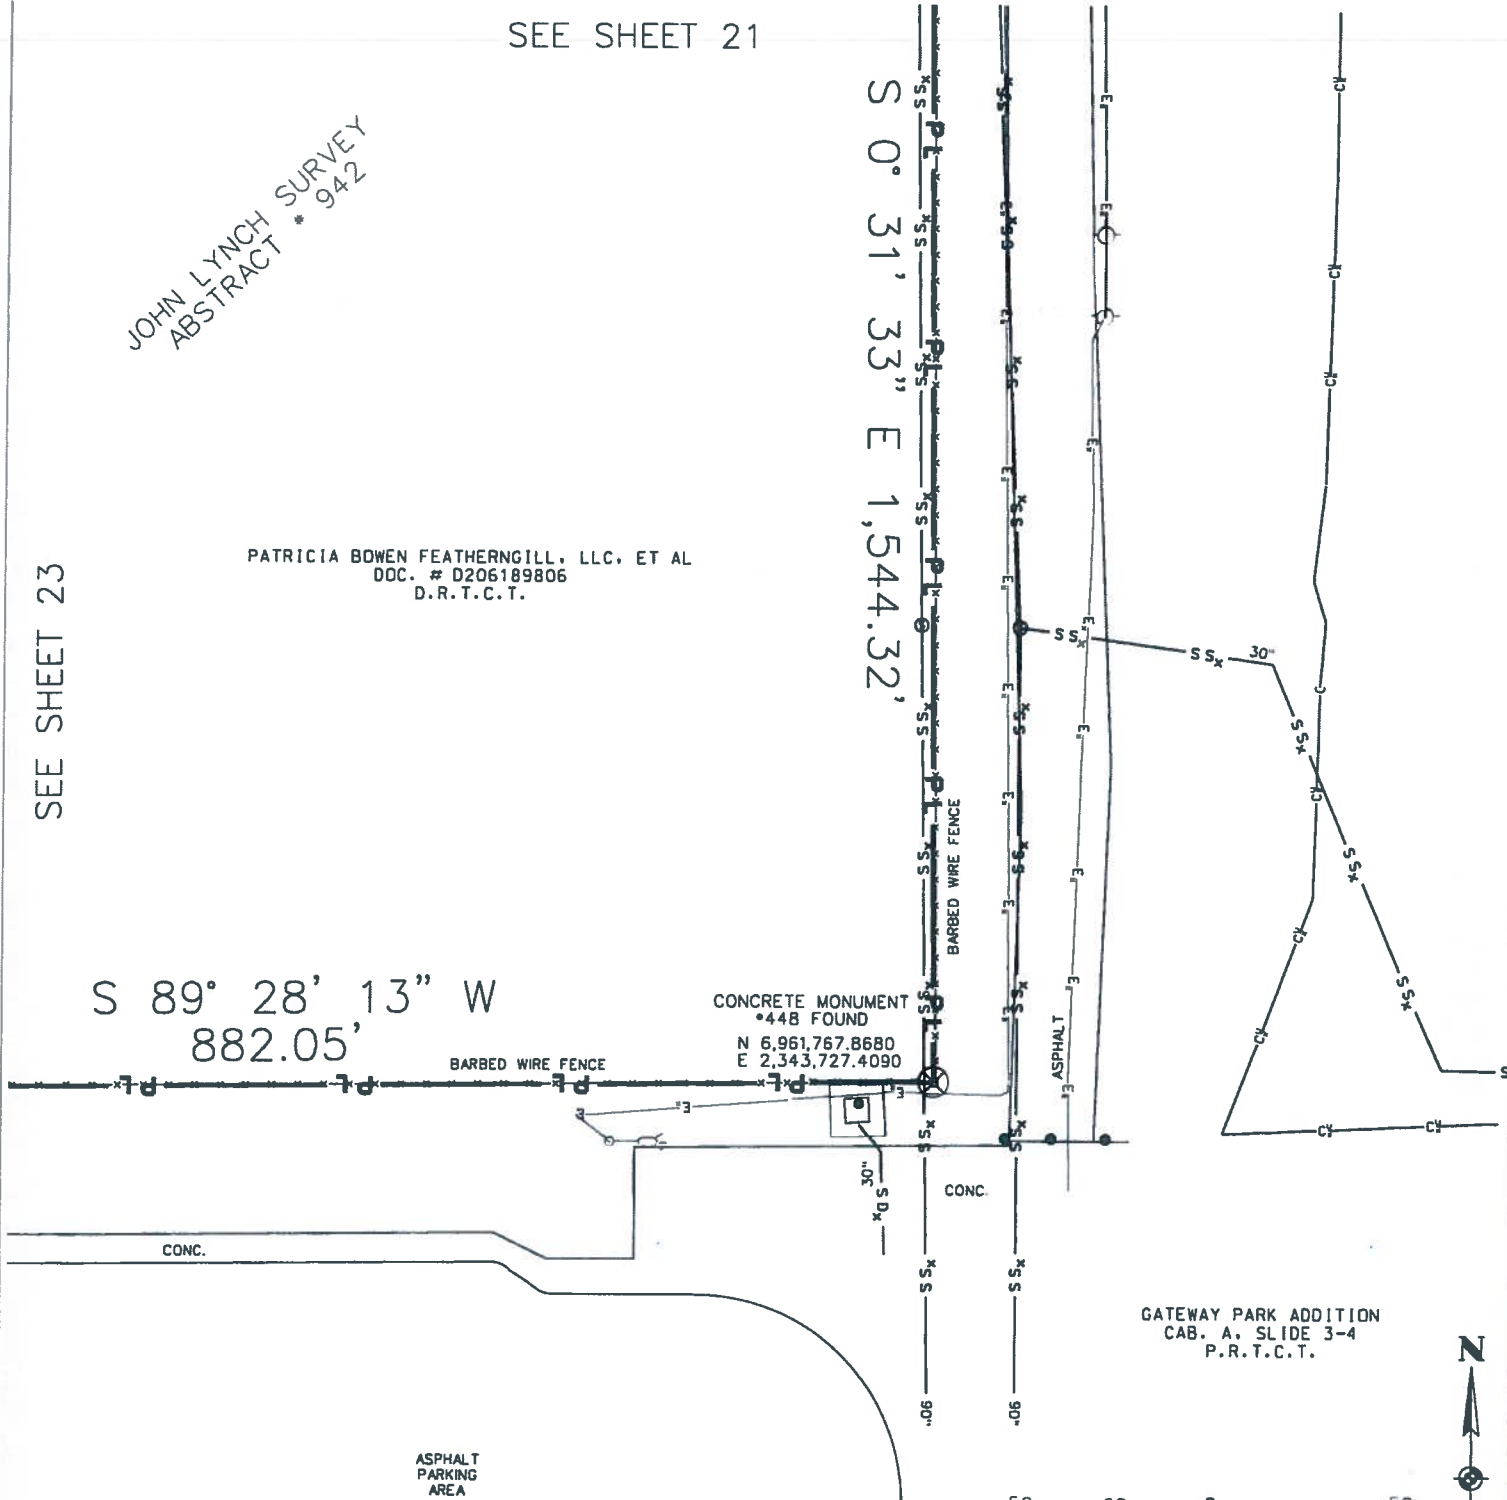 SEE SHEET 21
JOHN LYNCH SURVEY
ABSTRACT * 942
S 0° 31' 33" E 1,544.32'
PATRICIA BOWEN FEATHERNGILL, LLC, ET AL
DOC. # D206189806
D.R.T.C.T.
SEE SHEET 23
30"
BARBED WIRE FENCE
S 89° 28' 13" W
882.05'
BARBED WIRE FENCE
CONCRETE MONUMENT
*448 FOUND
N 6,961,767.8680
E 2,343,727.4090
ASPHALT
30"
CONC.
CONC.
GATEWAY PARK ADDITION
CAB. A, SLIDE 3-4
P.R.T.C.T.
N
90"
90"
ASPHALT
PARKING
AREA